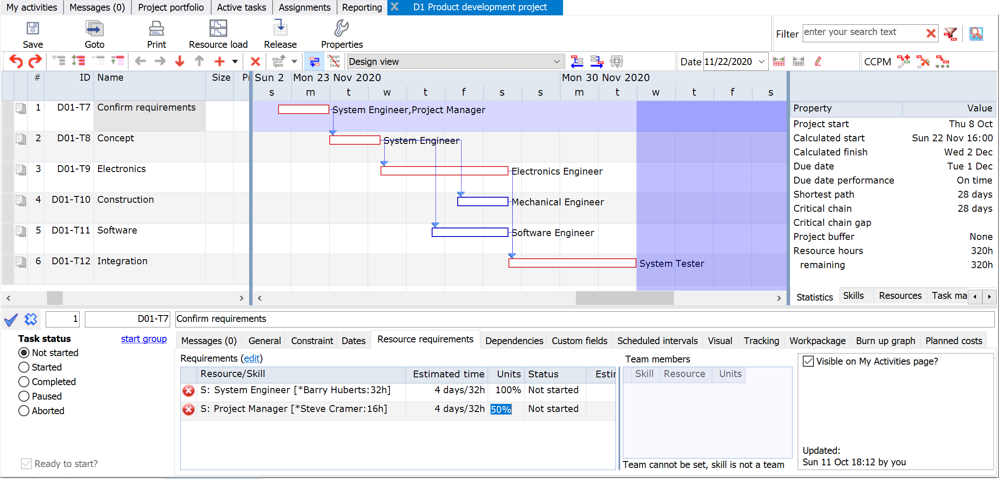 My activities Messages (0) Project portfolio Active tasks Assignments Reporting D1 Product development project
Save Goto Print Resource load Release Properties Filter enter your search text
Design Devel Devel Design view Date 11/22/2020 CCPM
# ID Name Size Sun 2 Mon 23 Nov 2020 Mon 30 Nov 2020
s m t w t f s s m t w t f s
1 D01-T7 Confirm requirements System Engineer,Project Manager
2 D01-T8 Concept System Engineer
3 D01-T9 Electronics Electronics Engineer
4 D01-T10 Construction Mechanical Engineer
5 D01-T11 Software Software Engineer
6 D01-T12 Integration System Tester
Property Value
Project start Thu 8 Oct
Calculated start Sun 22 Nov 16:00
Calculated finish Wed 2 Dec
Due date Tue 1 Dec
Due date performance On time
Shortest path 28 days
Critical chain 28 days
Critical chain gap
Project buffer None
Resource hours 320h
remaining 320h
Statistics Skills Resources Task ma
1 D01-T7 Confirm requirements
Task status start group
Not started
Started
Completed
Paused
Aborted
Ready to start?
Messages (0) General Constraint Dates Resource requirements Dependencies Custom fields Scheduled intervals Visual Tracking Workpackage Burn up graph Planned costs
Requirements (edit)
Resource/Skill Estimated time Units Status Estir
S: System Engineer [*Barry Huberts:32h] 4 days/32h 100% Not started
S: Project Manager [*Steve Cramer:16h] 4 days/32h 50% Not started
Team members
Skill Resource Units
Team cannot be set, skill is not a team
Visible on My Activities page?
Updated:
Sun 11 Oct 18:12 by you